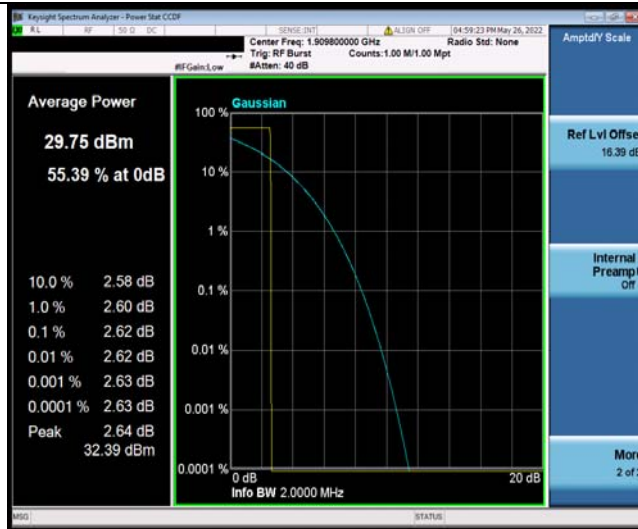 Keysight Spectrum Analyzer - Power Stat CCDF
RL RF 50 Ω DC SENSE:INT ALIGN OFF 04:59:23 PM May 26, 2022
Center Freq: 1.909800000 GHz Radio Std: None
Trig: RF Burst Counts:1.00 M/1.00 Mpt
#IFGain:Low #Atten: 40 dB
Amptd/Y Scale
Average Power
29.75 dBm
55.39 % at 0dB
10.0 % 2.58 dB
1.0 % 2.60 dB
0.1 % 2.62 dB
0.01 % 2.62 dB
0.001 % 2.63 dB
0.0001 % 2.63 dB
Peak 2.64 dB
32.39 dBm
Gaussian
100 %
10 %
1 %
0.1 %
0.01 %
0.001 %
0.0001 %
0 dB 20 dB
Info BW 2.0000 MHz
Ref Lvl Offse
16.39 dB
Internal
Preamp
Off
More
2 of 2
MSG STATUS